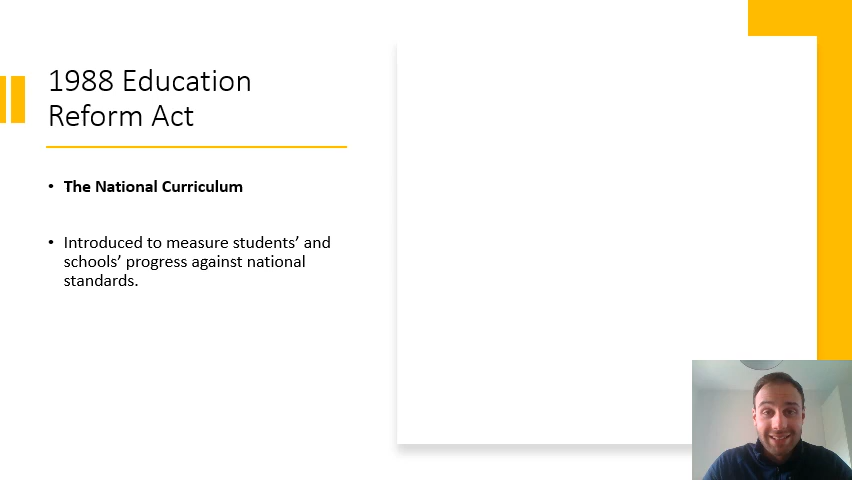 1988 Education
Reform Act
• The National Curriculum
• Introduced to measure students’ and
schools’ progress against national
standards.